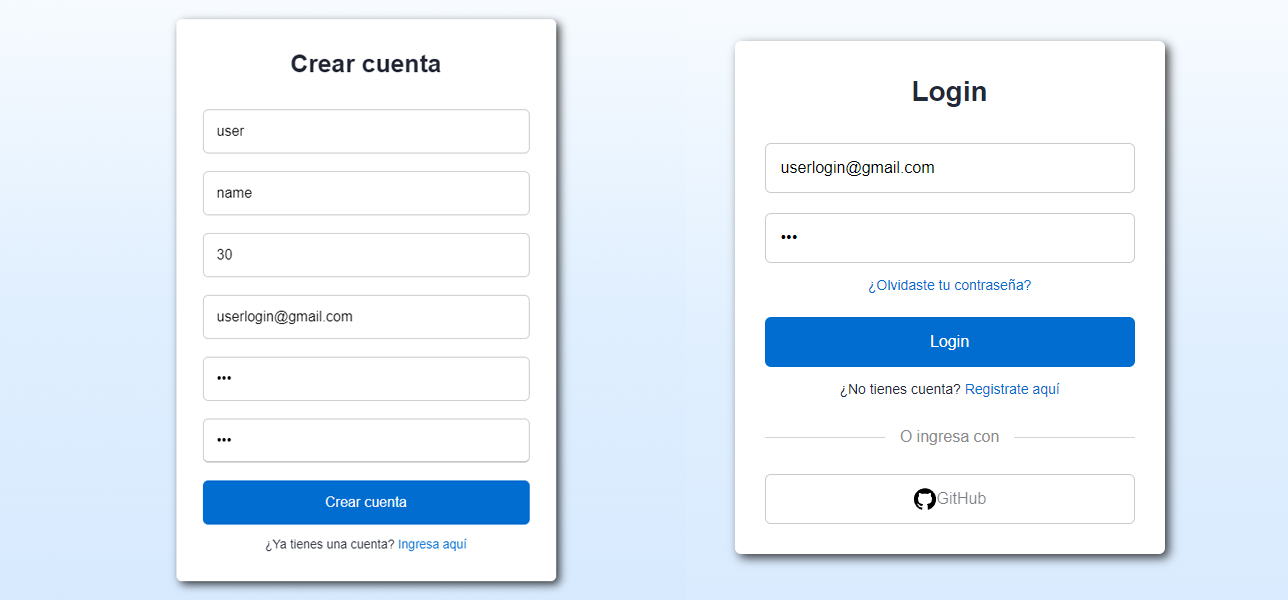 Crear cuenta
user
name
30
userlogin@gmail.com
•••
•••
Crear cuenta
¿Ya tienes una cuenta? Ingresa aquí
Login
userlogin@gmail.com
•••
¿Olvidaste tu contraseña?
Login
¿No tienes cuenta? Registrate aquí
O ingresa con
GitHub